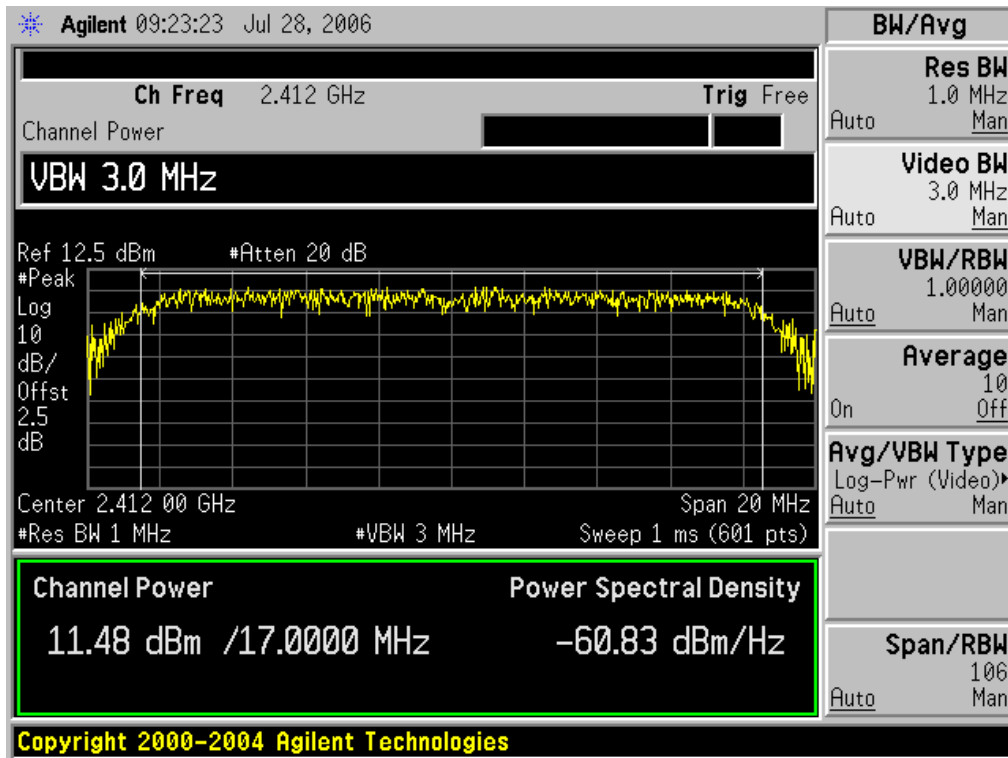 Agilent 09:23:23 Jul 28, 2006
BW/Avg
Ch Freq 2.412 GHz
Trig Free
Channel Power
VBW 3.0 MHz
Ref 12.5 dBm #Atten 20 dB
#Peak
Log
10
dB/
Offst
2.5
dB
Center 2.412 00 GHz Span 20 MHz
#Res BW 1 MHz #VBW 3 MHz Sweep 1 ms (601 pts)
Channel Power Power Spectral Density
11.48 dBm /17.0000 MHz -60.83 dBm/Hz
Res BW
1.0 MHz
Auto Man
Video BW
3.0 MHz
Auto Man
VBW/RBW
1.00000
Auto Man
Average
10
On Off
Avg/VBW Type
Log-Pwr (Video)
Auto Man
Span/RBW
106
Auto Man
Copyright 2000-2004 Agilent Technologies